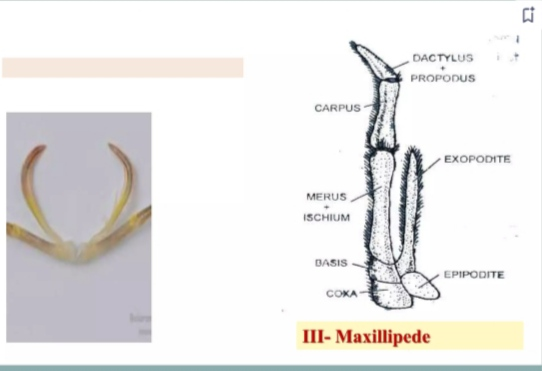 DACTYLUS
+
PROPODUS
CARPUS
EXOPODITE
MERUS
+
ISCHIUM
BASIS
EPIPODITE
COXA
III- Maxillipede